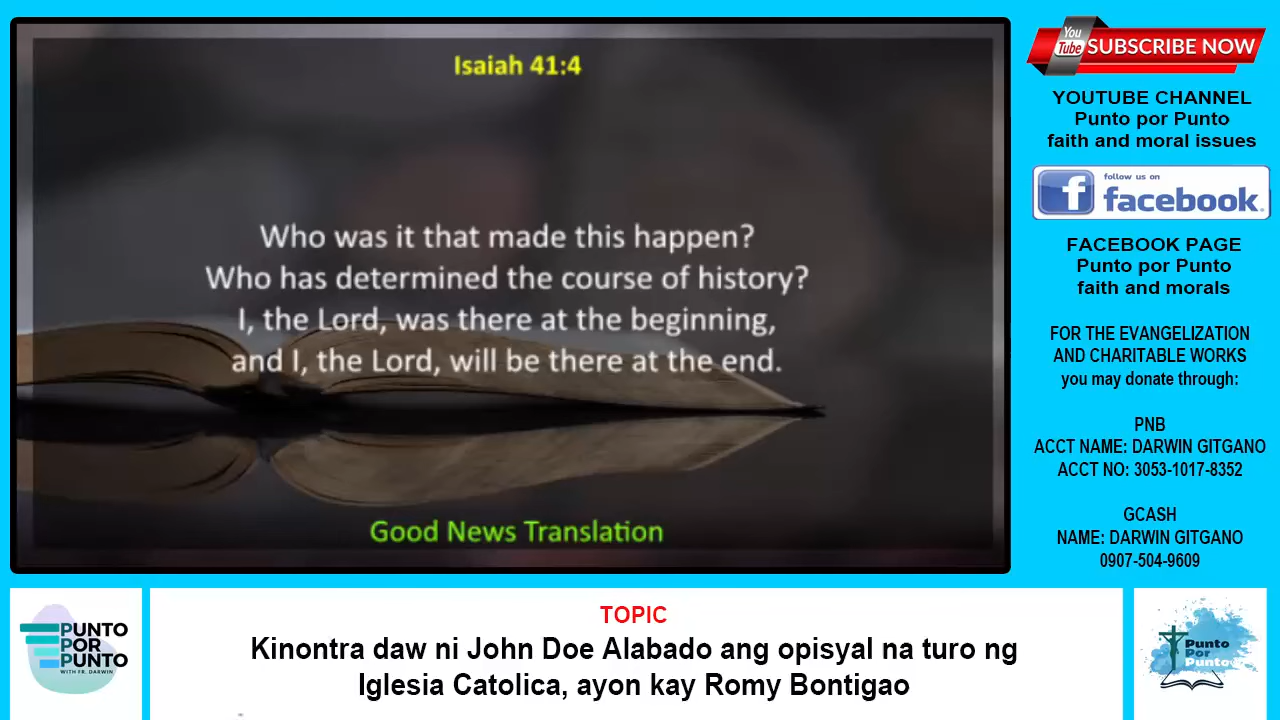 Isaiah 41:4
Who was it that made this happen?
Who has determined the course of history?
I, the Lord, was there at the beginning,
and I, the Lord, will be there at the end.
Good News Translation
You
Tube SUBSCRIBE NOW
YOUTUBE CHANNEL
Punto por Punto
faith and moral issues
follow us on
facebook.
FACEBOOK PAGE
Punto por Punto
faith and morals
FOR THE EVANGELIZATION
AND CHARITABLE WORKS
you may donate through:
PNB
ACCT NAME: DARWIN GITGANO
ACCT NO: 3053-1017-8352
GCASH
NAME: DARWIN GITGANO
0907-504-9609
PUNTO
POR
PUNTO
WITH FR. DARWIN
TOPIC
Kinontra daw ni John Doe Alabado ang opisyal na turo ng
Iglesia Catolica, ayon kay Romy Bontigao
Punto
Por
Punto